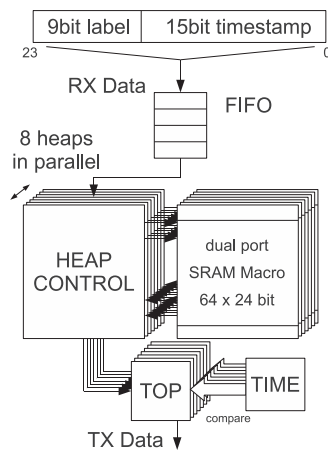 9bit label 15bit timestamp
23 0
RX Data
FIFO
8 heaps
in parallel
HEAP
CONTROL
dual port
SRAM Macro
64 x 24 bit
TOP
TIME
compare
TX Data